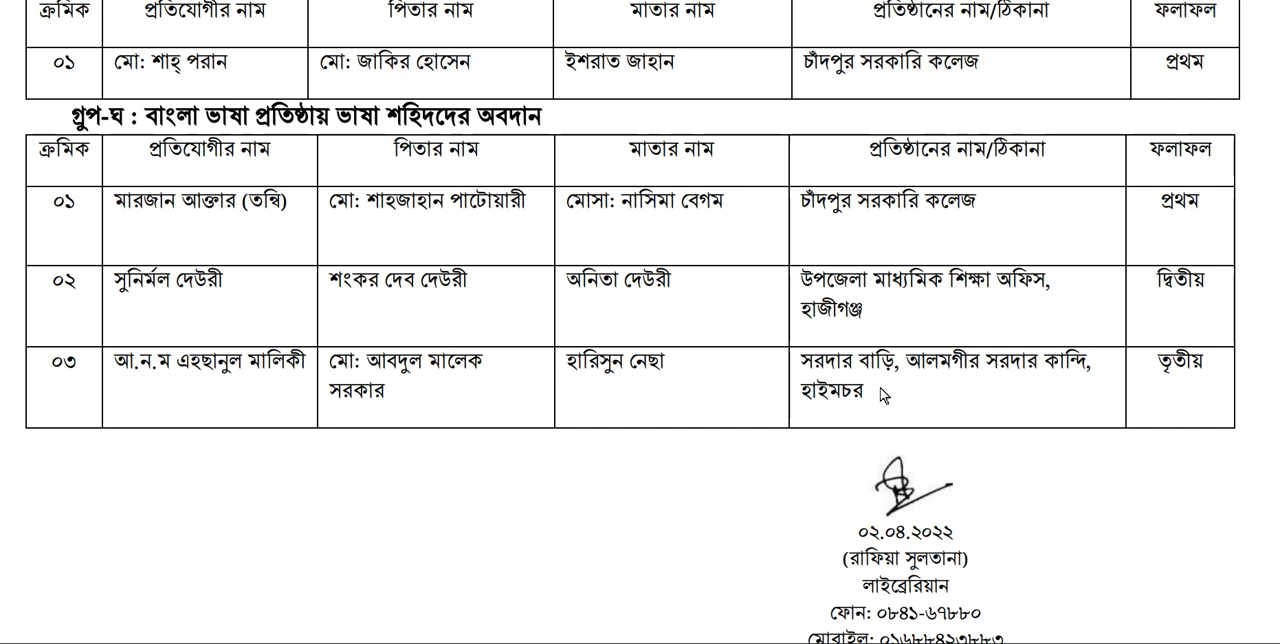 ক্রমিক প্রতিযোগীর নাম পিতার নাম মাতার নাম প্রতিষ্ঠানের নাম/ঠিকানা ফলাফল
০১ মো: শাহ্ পরান মো: জাকির হোসেন ইশরাত জাহান চাঁদপুর সরকারি কলেজ প্রথম
গ্রুপ-ঘ : বাংলা ভাষা প্রতিষ্ঠায় ভাষা শহিদদের অবদান
ক্রমিক প্রতিযোগীর নাম পিতার নাম মাতার নাম প্রতিষ্ঠানের নাম/ঠিকানা ফলাফল
০১ মারজান আক্তার (তন্বি) মো: শাহজাহান পাটোয়ারী মোসা: নাসিমা বেগম চাঁদপুর সরকারি কলেজ প্রথম
০২ সুনির্মল দেউরী শংকর দেব দেউরী অনিতা দেউরী উপজেলা মাধ্যমিক শিক্ষা অফিস, দ্বিতীয়
হাজীগঞ্জ
০৩ আ.ন.ম এহছানুল মালিকী মো: আবদুল মালেক হারিসুন নেছা সরদার বাড়ি, আলমগীর সরদার কান্দি, তৃতীয়
সরকার হাইমচর
০২.০৪.২০২২
(রাফিয়া সুলতানা)
লাইব্রেরিয়ান
ফোন: ০৮৪১-৬৭৮৮০
মোবাইল: ০১৬৮৮৪২৩৮৮৩